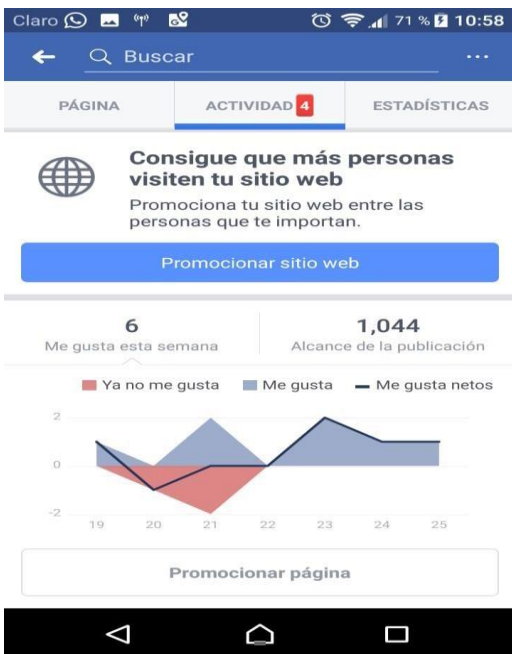 Claro 71 % 10:58
Buscar
PÁGINA ACTIVIDAD 4 ESTADÍSTICAS
Consigue que más personas
visiten tu sitio web
Promociona tu sitio web entre las
personas que te importan.
Promocionar sitio web
6 1,044
Me gusta esta semana Alcance de la publicación
Ya no me gusta Me gusta Me gusta netos
2
0
-2
19 20 21 22 23 24 25
Promocionar página